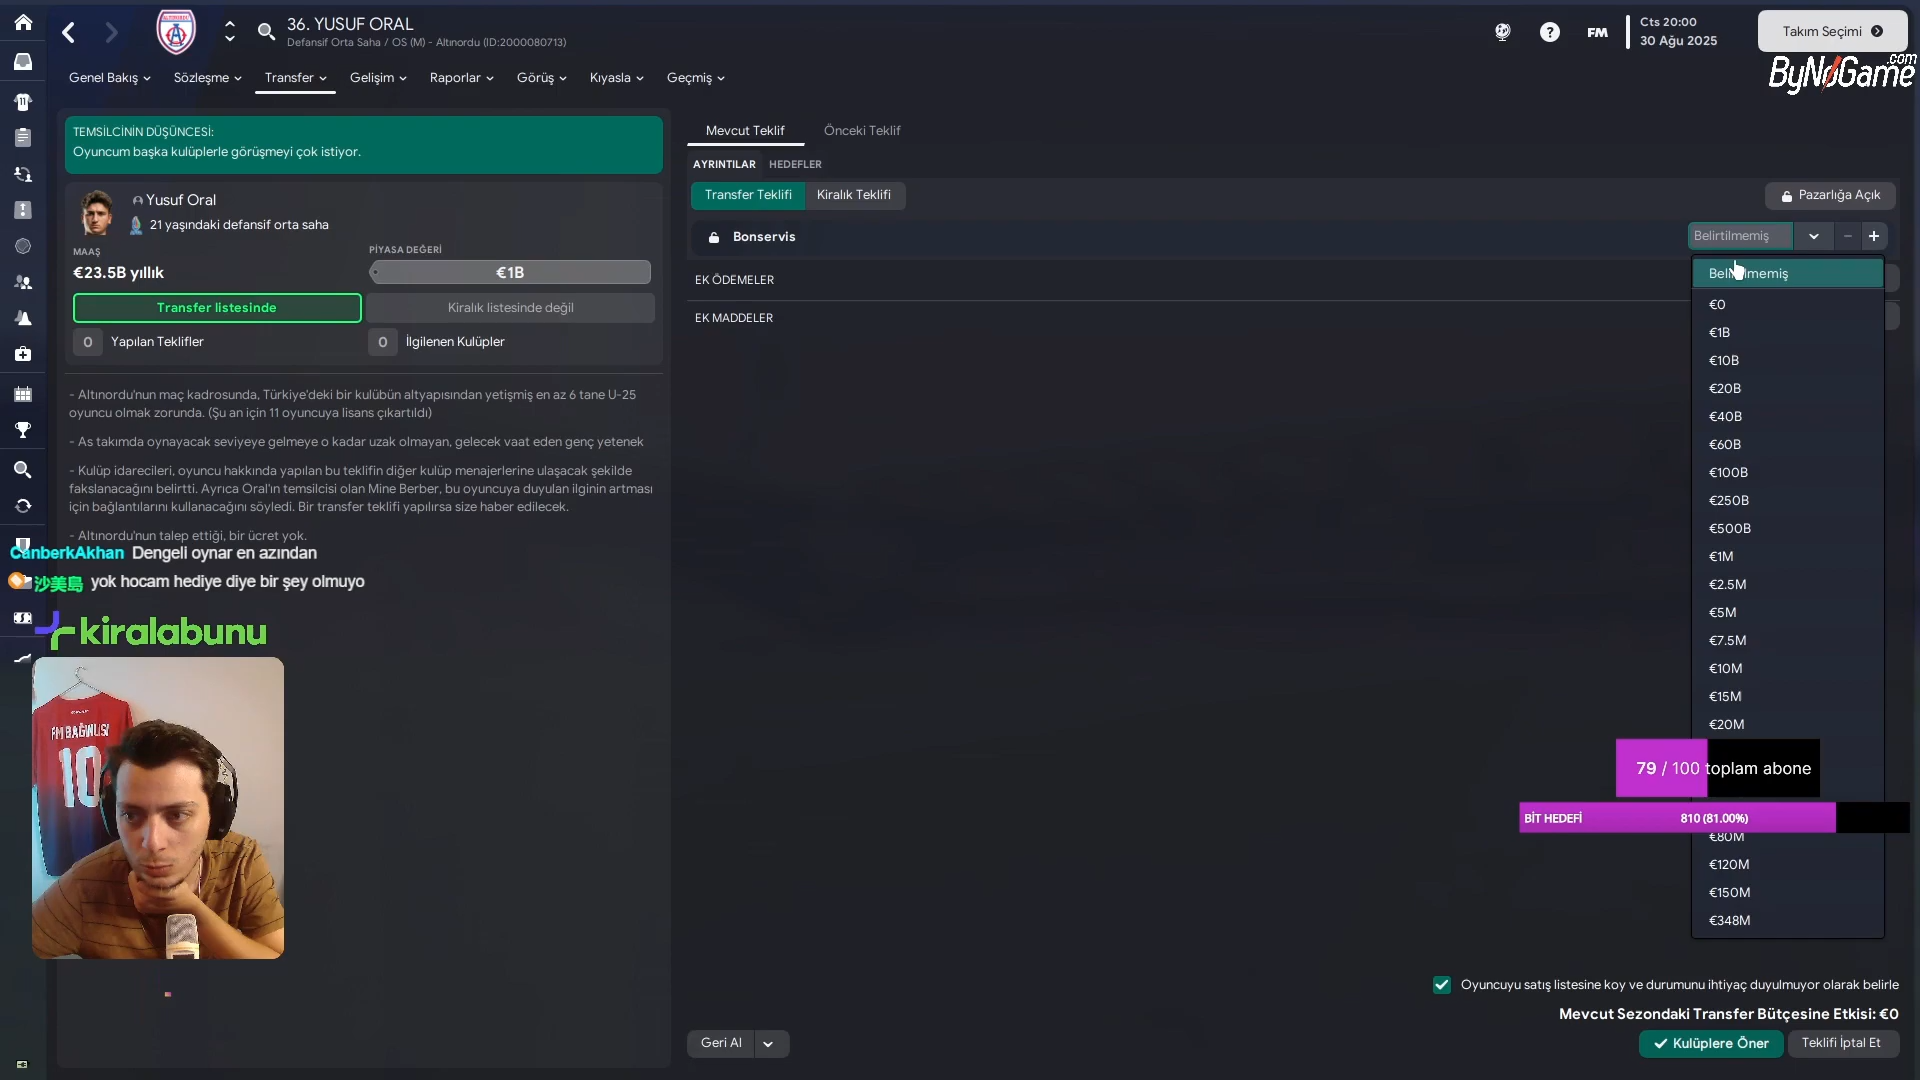 36. YUSUF ORAL
Defansif Orta Saha / OS (M) - Altınordu (ID:2000080713)
FM
Cts 20:00
30 Ağu 2025
Takım Seçimi
ByNoGame.com
Genel Bakış
Sözleşme
Transfer
Gelişim
Raporlar
Görüş
Kıyasla
Geçmiş
TEMSİLCİNİN DÜŞÜNCESİ:
Oyuncum başka kulüplerle görüşmeyi çok istiyor.
Yusuf Oral
21 yaşındaki defansif orta saha
MAAŞ
€23.5B yıllık
PİYASA DEĞERİ
€1B
Transfer listesinde
Kiralık listesinde değil
0 Yapılan Teklifler
0 İlgilenen Kulüpler
- Altınordu'nun maç kadrosunda, Türkiye'deki bir kulübün altyapısından yetişmiş en az 6 tane U-25
oyuncu olmak zorunda. (Şu an için 11 oyuncuya lisans çıkartıldı)
- As takımda oynayacak seviyeye gelmeye o kadar uzak olmayan, gelecek vaat eden genç yetenek
- Kulüp idarecileri, oyuncu hakkında yapılan bu teklifin diğer kulüp menajerlerine ulaşacak şekilde
fakslanacağını belirtti. Ayrıca Oral'ın temsilcisi olan Mine Berber, bu oyuncuya duyulan ilginin artması
için bağlantılarını kullanacağını söyledi. Bir transfer teklifi yapılırsa size haber edilecek.
- Altınordu'nun talep ettiği, bir ücret yok.
CanberkAkhan Dengeli oynar en azından
沙美島 yok hocam hediye diye bir şey olmuyo
kiralabunu
FM BAĞIMLISI
10
Mevcut Teklif
Önceki Teklif
AYRINTILAR
HEDEFLER
Transfer Teklifi
Kiralık Teklifi
Pazarlığa Açık
Bonservis
Belirtilmemiş
EK ÖDEMELER
EK MADDELER
Belirtilmemiş
€0
€1B
€10B
€20B
€40B
€60B
€100B
€250B
€500B
€1M
€2.5M
€5M
€7.5M
€10M
€15M
€20M
79 / 100 toplam abone
BİT HEDEFİ 810 (81.00%)
€80M
€120M
€150M
€348M
Oyuncuyu satış listesine koy ve durumunu ihtiyaç duyulmuyor olarak belirle
Mevcut Sezondaki Transfer Bütçesine Etkisi: €0
Geri Al
Kulüplere Öner
Teklifi İptal Et